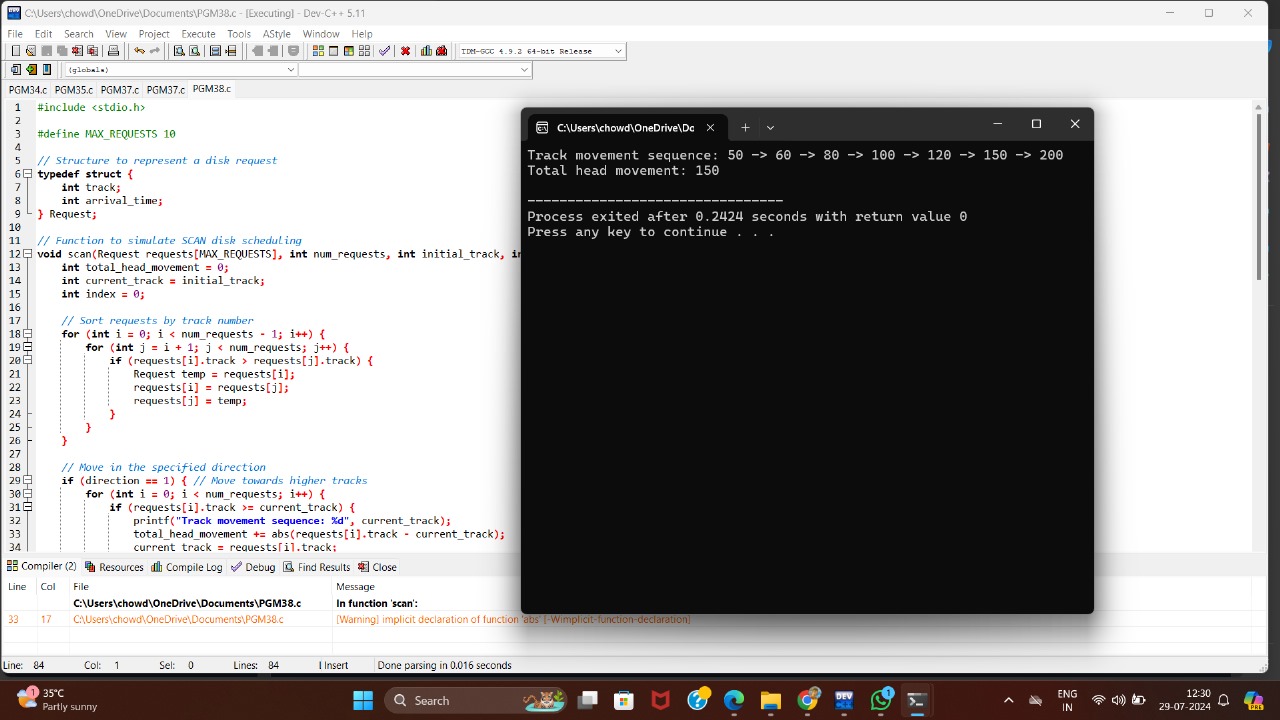 C:\Users\chowd\OneDrive\Documents\PGM38.c - [Executing] - Dev-C++ 5.11
File Edit Search View Project Execute Tools AStyle Window Help
TDM-GCC 4.9.2 64-bit Release
(globals)
PGM34.c PGM35.c PGM37.c PGM37.c PGM38.c
1 #include <stdio.h>
2
3 #define MAX_REQUESTS 10
4
5 // Structure to represent a disk request
6 typedef struct {
7 int track;
8 int arrival_time;
9 } Request;
10
11 // Function to simulate SCAN disk scheduling
12 void scan(Request requests[MAX_REQUESTS], int num_requests, int initial_track, in
13 int total_head_movement = 0;
14 int current_track = initial_track;
15 int index = 0;
16
17 // Sort requests by track number
18 for (int i = 0; i < num_requests - 1; i++) {
19 for (int j = i + 1; j < num_requests; j++) {
20 if (requests[i].track > requests[j].track) {
21 Request temp = requests[i];
22 requests[i] = requests[j];
23 requests[j] = temp;
24 }
25 }
26 }
27
28 // Move in the specified direction
29 if (direction == 1) { // Move towards higher tracks
30 for (int i = 0; i < num_requests; i++) {
31 if (requests[i].track >= current_track) {
32 printf("Track movement sequence: %d", current_track);
33 total_head_movement += abs(requests[i].track - current_track);
34 current_track = requests[i].track;
C:\Users\chowd\OneDrive\Dc
Track movement sequence: 50 -> 60 -> 80 -> 100 -> 120 -> 150 -> 200
Total head movement: 150
--------------------------------
Process exited after 0.2424 seconds with return value 0
Press any key to continue . . .
Compiler (2) Resources Compile Log Debug Find Results Close
Line Col File Message
C:\Users\chowd\OneDrive\Documents\PGM38.c In function 'scan':
33 17 C:\Users\chowd\OneDrive\Documents\PGM38.c [Warning] implicit declaration of function 'abs' [-Wimplicit-function-declaration]
Line: 84 Col: 1 Sel: 0 Lines: 84 Insert Done parsing in 0.016 seconds
1
35°C
Partly sunny
Search
DEV
1
ENG
IN
12:30
29-07-2024
PRE